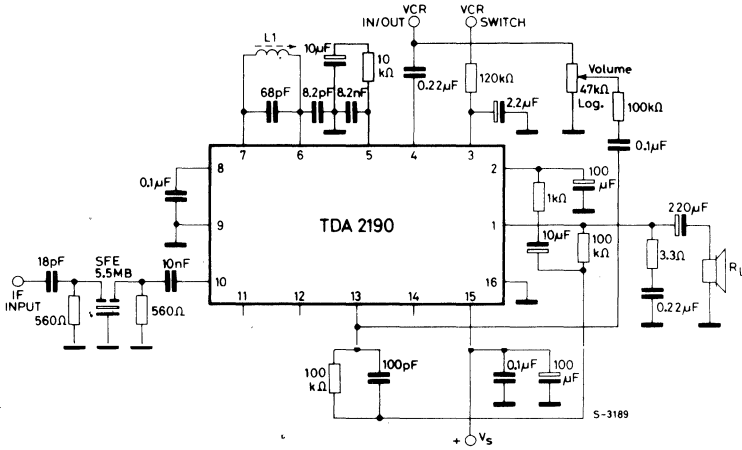 VCR
IN/OUT
VCR
SWITCH
L1
10µF
10
kΩ
68pF
8.2pF
8.2nF
0.22µF
120kΩ
2.2µF
Volume
47kΩ
Log.
100kΩ
0.1µF
7
6
5
4
3
8
2
100
µF
0.1µF
1kΩ
TDA 2190
220µF
9
1
18pF
SFE
5.5MB
10nF
10
10µF
100
kΩ
3.3Ω
RL
IF
INPUT
16
560Ω
560Ω
11
12
13
14
15
0.22µF
100
kΩ
100pF
0.1µF
100
µF
S-3189
+ Vs